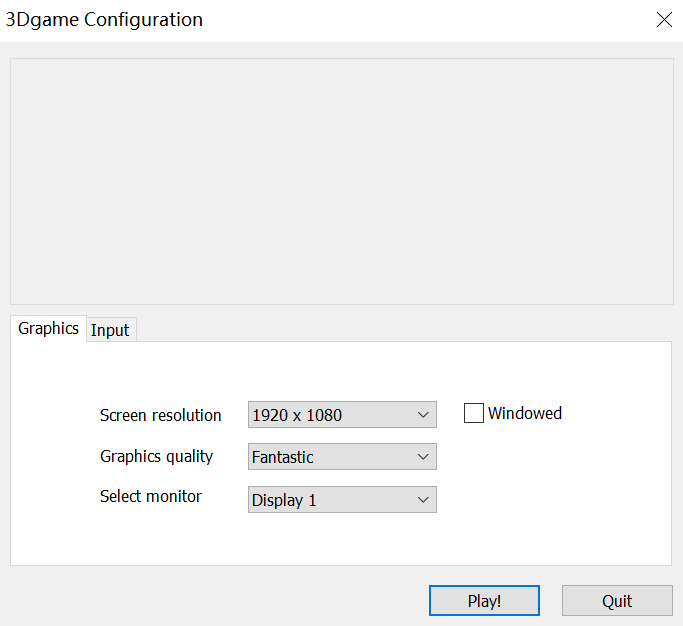 3Dgame Configuration
Graphics Input
Screen resolution 1920 x 1080 Windowed
Graphics quality Fantastic
Select monitor Display 1
Play! Quit